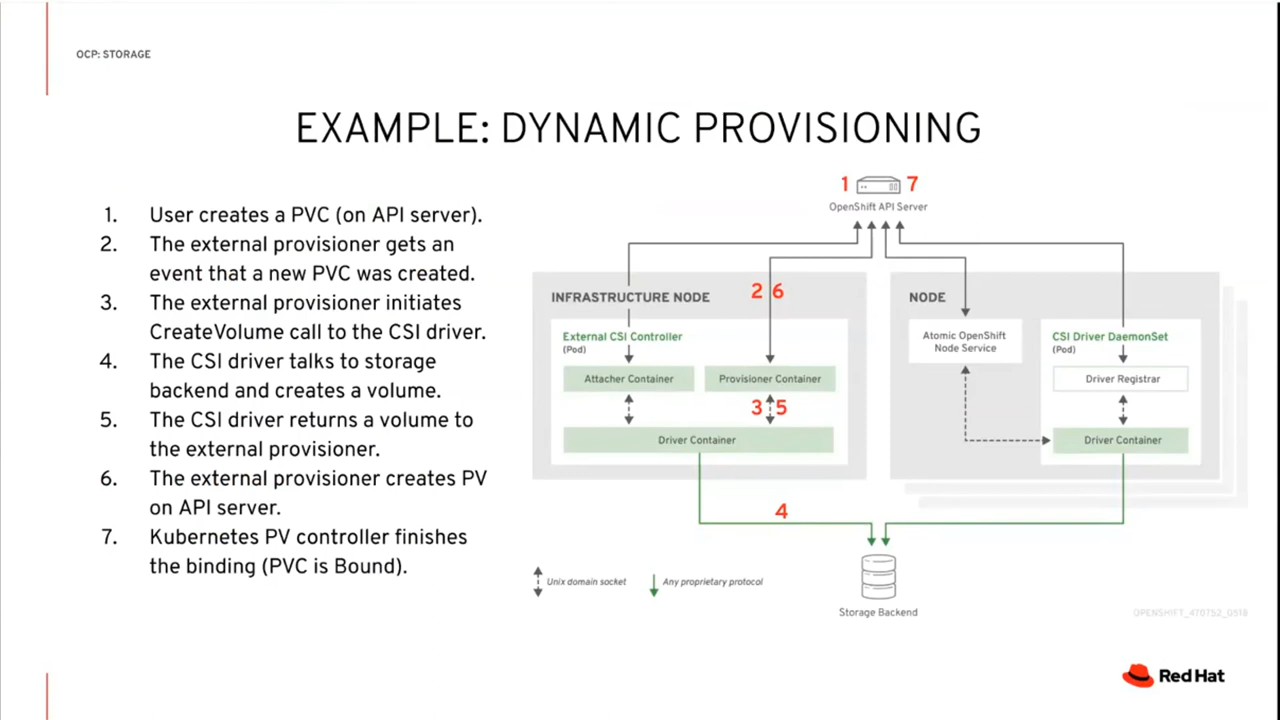 OCP: STORAGE
EXAMPLE: DYNAMIC PROVISIONING
1. User creates a PVC (on API server).
2. The external provisioner gets an
event that a new PVC was created.
3. The external provisioner initiates
CreateVolume call to the CSI driver.
4. The CSI driver talks to storage
backend and creates a volume.
5. The CSI driver returns a volume to
the external provisioner.
6. The external provisioner creates PV
on API server.
7. Kubernetes PV controller finishes
the binding (PVC is Bound).
1 7
OpenShift API Server
INFRASTRUCTURE NODE
2 6
External CSI Controller
(Pod)
Attacher Container
Provisioner Container
3 5
Driver Container
NODE
Atomic OpenShift
Node Service
CSI Driver DaemonSet
(Pod)
Driver Registrar
Driver Container
4
Unix domain socket
Any proprietary protocol
Storage Backend
OPENSHIFT_470752_0518
Red Hat